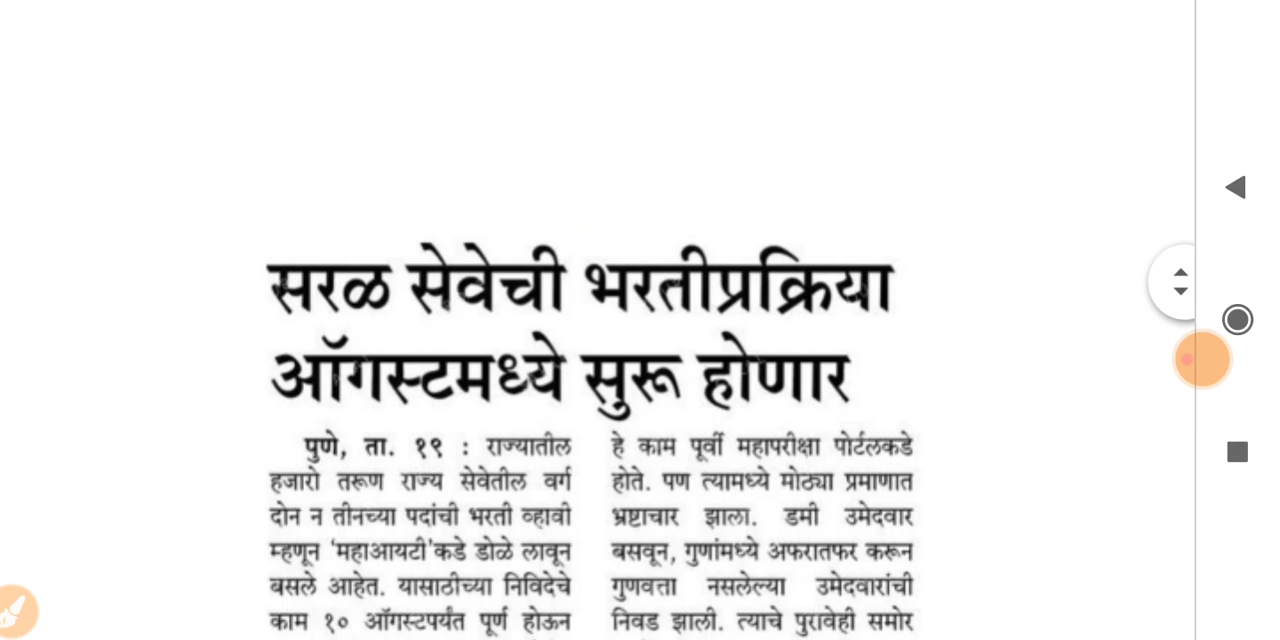 सरळ सेवेची भरतीप्रक्रिया
ऑगस्टमध्ये सुरू होणार
पुणे, ता. १९ : राज्यातील
हजारो तरूण राज्य सेवेतील वर्ग
दोन न तीनच्या पदांची भरती व्हावी
म्हणून 'महाआयटी'कडे डोळे लावून
बसले आहेत. यासाठीच्या निविदेचे
काम १० ऑगस्टपर्यंत पूर्ण होऊन
हे काम पूर्वी महापरीक्षा पोर्टलकडे
होते. पण त्यामध्ये मोठ्या प्रमाणात
भ्रष्टाचार झाला. डमी उमेदवार
बसवून, गुणांमध्ये अफरातफर करून
गुणवत्ता नसलेल्या उमेदवारांची
निवड झाली. त्याचे पुरावेही समोर